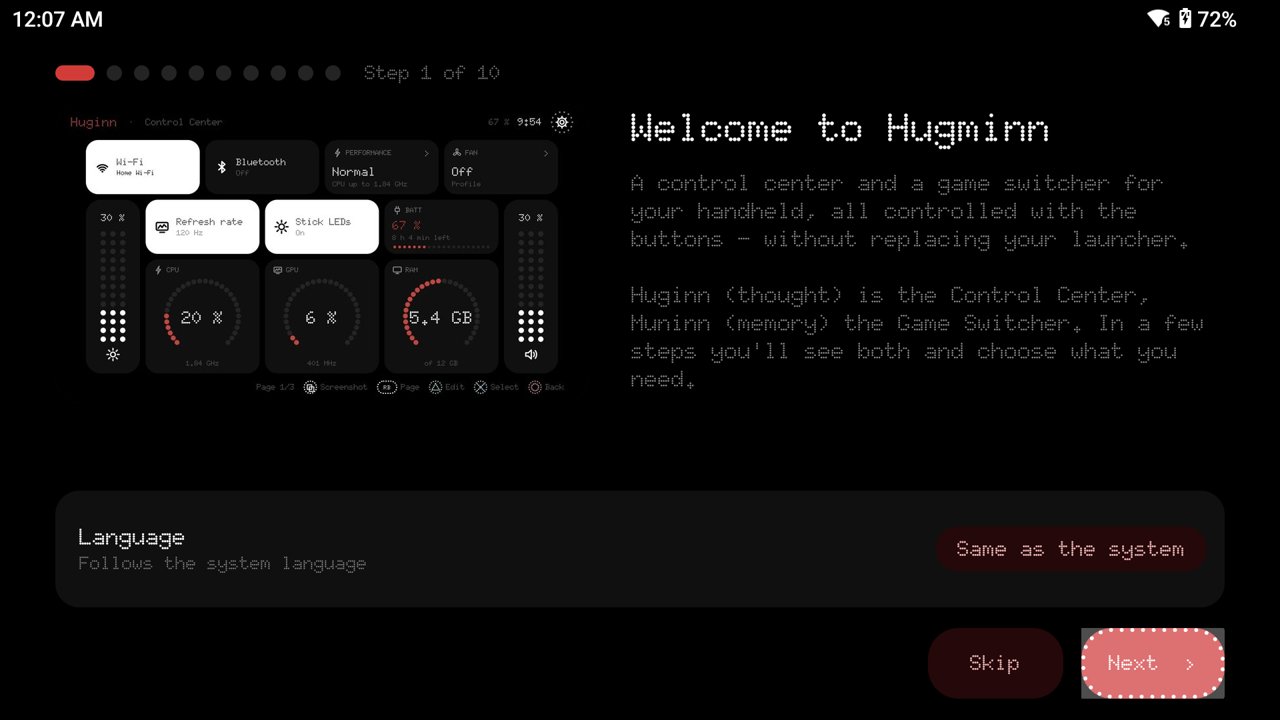 12:07 AM
5
72%
Step 1 of 10
Huginn · Control Center
67 % 9:54
Wi-Fi
Home Wi-Fi
Bluetooth
Off
PERFORMANCE
Normal
CPU up to 1.84 GHz
FAN
Off
Profile
30 %
Refresh rate
120 Hz
Stick LEDs
On
BATT
67 %
8 h 4 min left
30 %
CPU
20 %
1.84 GHz
GPU
6 %
401 MHz
RAM
5.4 GB
of 12 GB
Page 1/3 Screenshot RB Page Edit Select Back
Welcome to Hugminn
A control center and a game switcher for
your handheld, all controlled with the
buttons – without replacing your launcher.
Huginn (thought) is the Control Center,
Muninn (memory) the Game Switcher. In a few
steps you'll see both and choose what you
need.
Language
Follows the system language
Same as the system
Skip
Next >